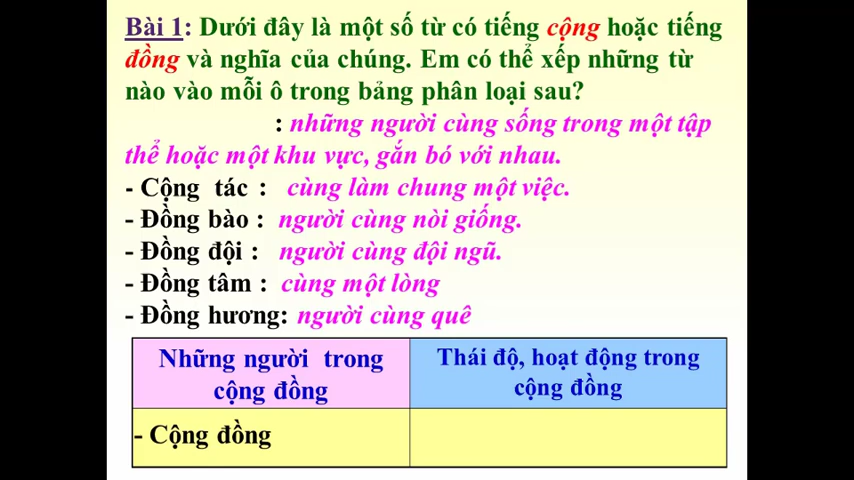 Bài 1: Dưới đây là một số từ có tiếng cộng hoặc tiếng
đồng và nghĩa của chúng. Em có thể xếp những từ
nào vào mỗi ô trong bảng phân loại sau?
: những người cùng sống trong một tập
thể hoặc một khu vực, gắn bó với nhau.
- Cộng tác : cùng làm chung một việc.
- Đồng bào : người cùng nòi giống.
- Đồng đội : người cùng đội ngũ.
- Đồng tâm : cùng một lòng
- Đồng hương: người cùng quê
Những người trong
cộng đồng
Thái độ, hoạt động trong
cộng đồng
- Cộng đồng